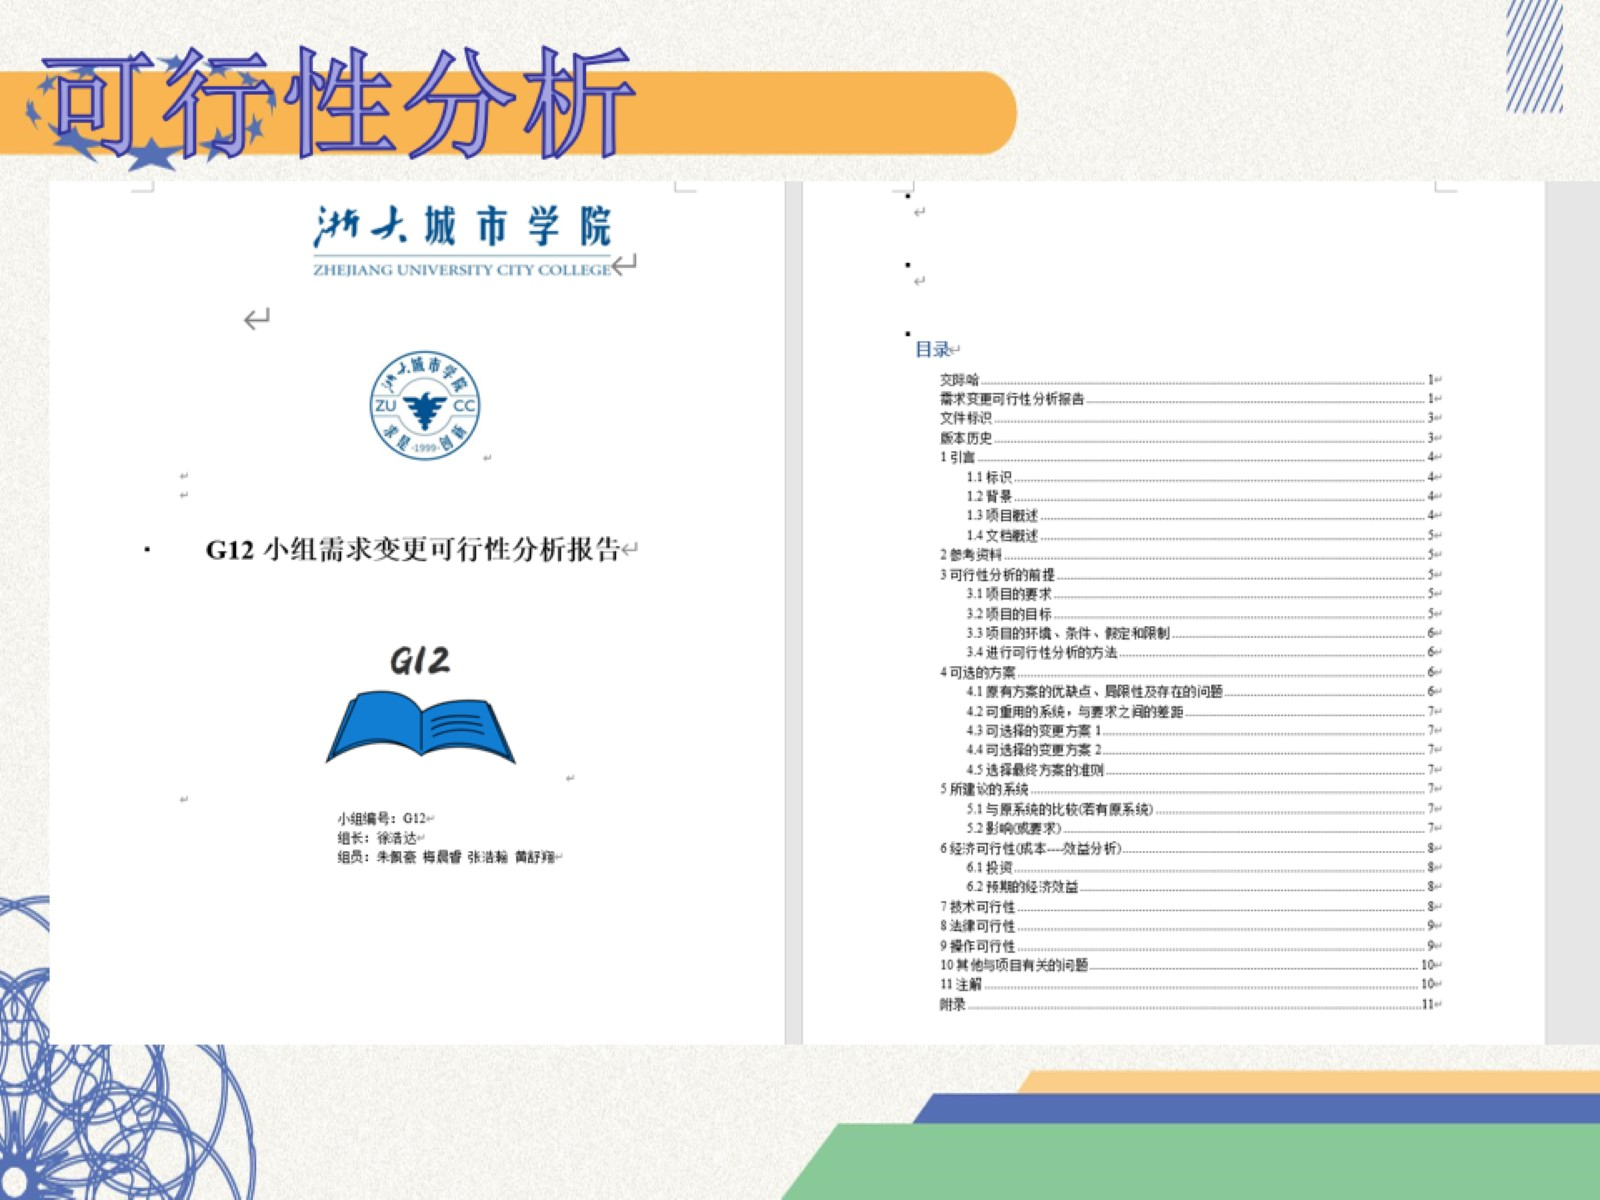 可行性分析
浙大城市学院
ZHEJIANG UNIVERSITY CITY COLLEGE
浙大城市学院
ZU CC
求是 -1999- 创新
G12 小组需求变更可行性分析报告
G12
小组编号：G12
组长：徐浩达
组员：朱佩豪 梅晨睿 张浩翰 黄舒翔
目录
交际哈 1
需求变更可行性分析报告 1
文件标识 3
版本历史 3
1 引言 4
1.1 标识 4
1.2 背景 4
1.3 项目概述 4
1.4 文档概述 5
2 参考资料 5
3 可行性分析的前提 5
3.1 项目的要求 5
3.2 项目的目标 5
3.3 项目的环境、条件、假定和限制 6
3.4 进行可行性分析的方法 6
4 可选的方案 6
4.1 原有方案的优缺点、局限性及存在的问题 6
4.2 可重用的系统，与要求之间的差距 7
4.3 可选择的变更方案 1 7
4.4 可选择的变更方案 2 7
4.5 选择最终方案的准则 7
5 所建议的系统 7
5.1 与原系统的比较(若有原系统) 7
5.2 影响(或要求) 7
6 经济可行性(成本----效益分析) 8
6.1 投资 8
6.2 预期的经济效益 8
7 技术可行性 8
8 法律可行性 9
9 操作可行性 9
10 其他与项目有关的问题 10
11 注解 10
附录 11